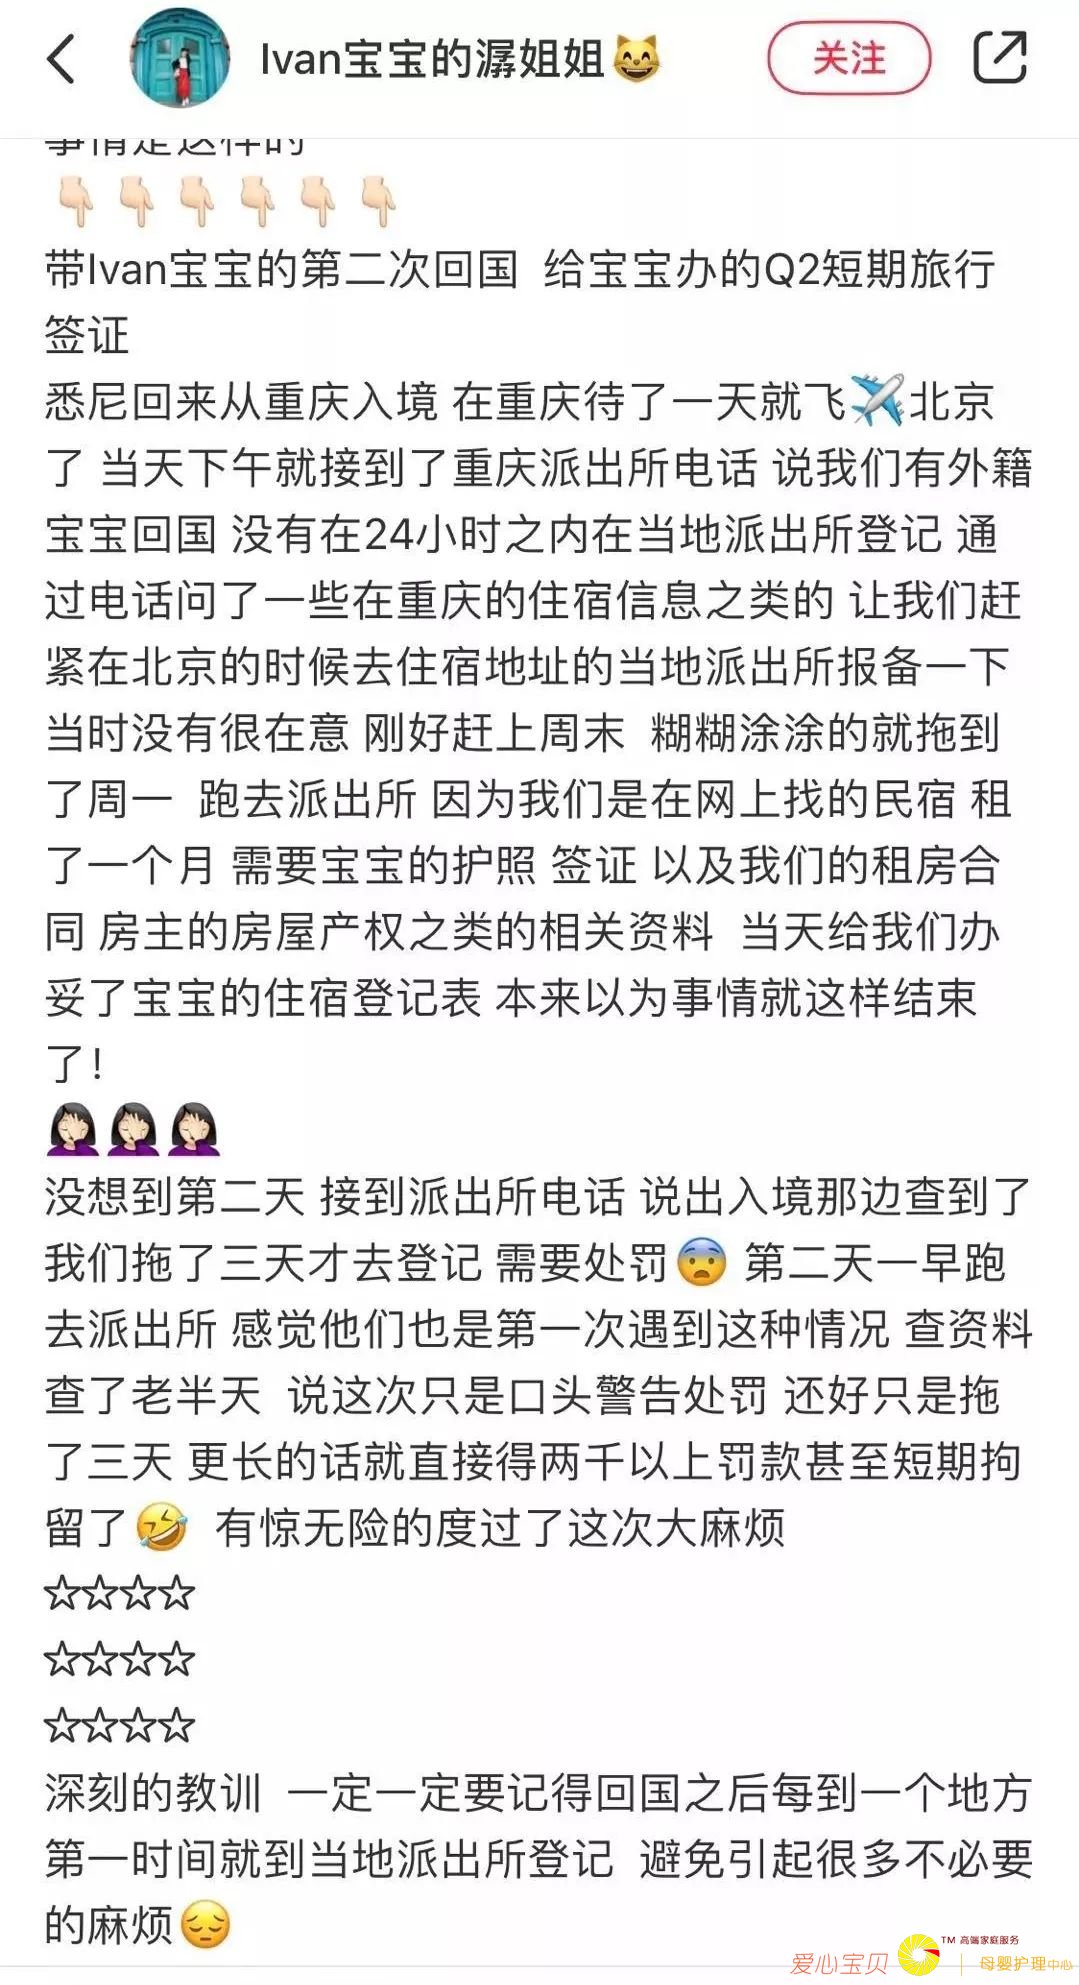 Ivan宝宝的潺姐姐😸
关注
事情是这样的
👇🏻👇🏻👇🏻👇🏻👇🏻👇🏻
带Ivan宝宝的第二次回国 给宝宝办的Q2短期旅行
签证
悉尼回来从重庆入境 在重庆待了一天就飞✈️北京
了 当天下午就接到了重庆派出所电话 说我们有外籍
宝宝回国 没有在24小时之内在当地派出所登记 通
过电话问了一些在重庆的住宿信息之类的 让我们赶
紧在北京的时候去住宿地址的当地派出所报备一下
当时没有很在意 刚好赶上周末 糊糊涂涂的就拖到
了周一 跑去派出所 因为我们是在网上找的民宿 租
了一个月 需要宝宝的护照 签证 以及我们的租房合
同 房主的房屋产权之类的相关资料 当天给我们办
妥了宝宝的住宿登记表 本来以为事情就这样结束
了!
🤦🏻‍♀️🤦🏻‍♀️🤦🏻‍♀️
没想到第二天 接到派出所电话 说出入境那边查到了
我们拖了三天才去登记 需要处罚😨 第二天一早跑
去派出所 感觉他们也是第一次遇到这种情况 查资料
查了老半天 说这次只是口头警告处罚 还好只是拖
了三天 更长的话就直接得两千以上罚款甚至短期拘
留了🤣 有惊无险的度过了这次大麻烦
☆☆☆☆
☆☆☆☆
☆☆☆☆
深刻的教训 一定一定要记得回国之后每到一个地方
第一时间就到当地派出所登记 避免引起很多不必要
的麻烦😔
爱心宝贝 TM 高端家庭服务
母婴护理中心